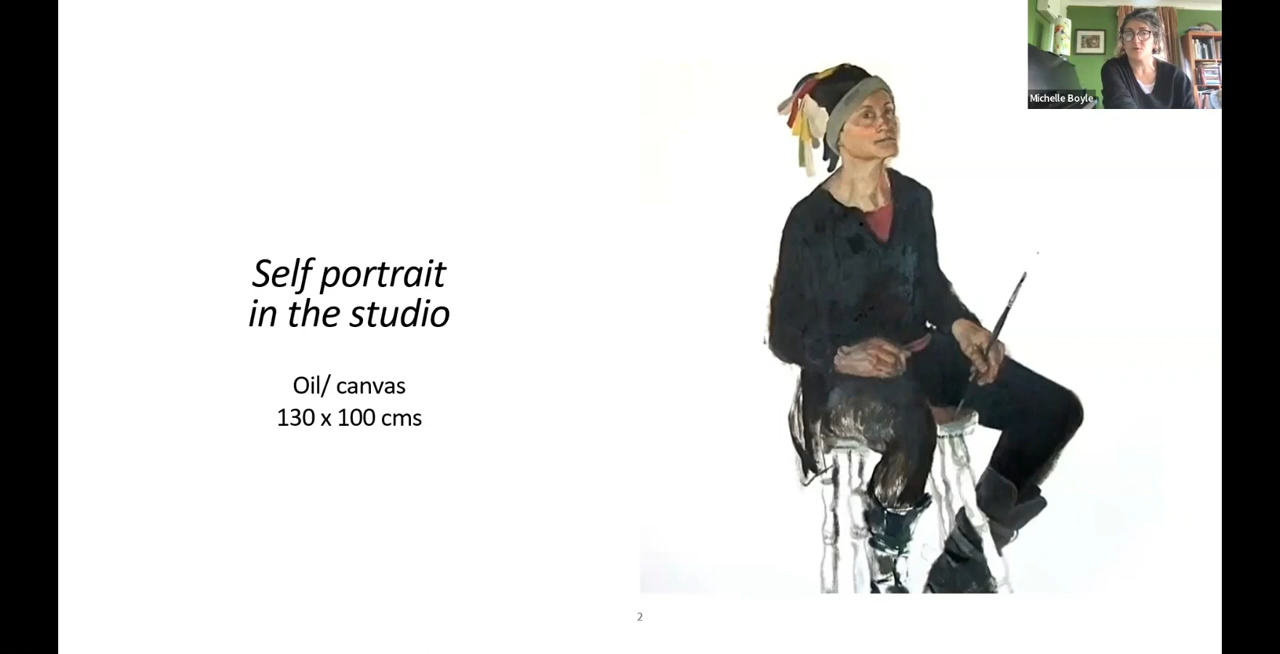 Michelle Boyle
Self portrait
in the studio
Oil/ canvas
130 x 100 cms
2